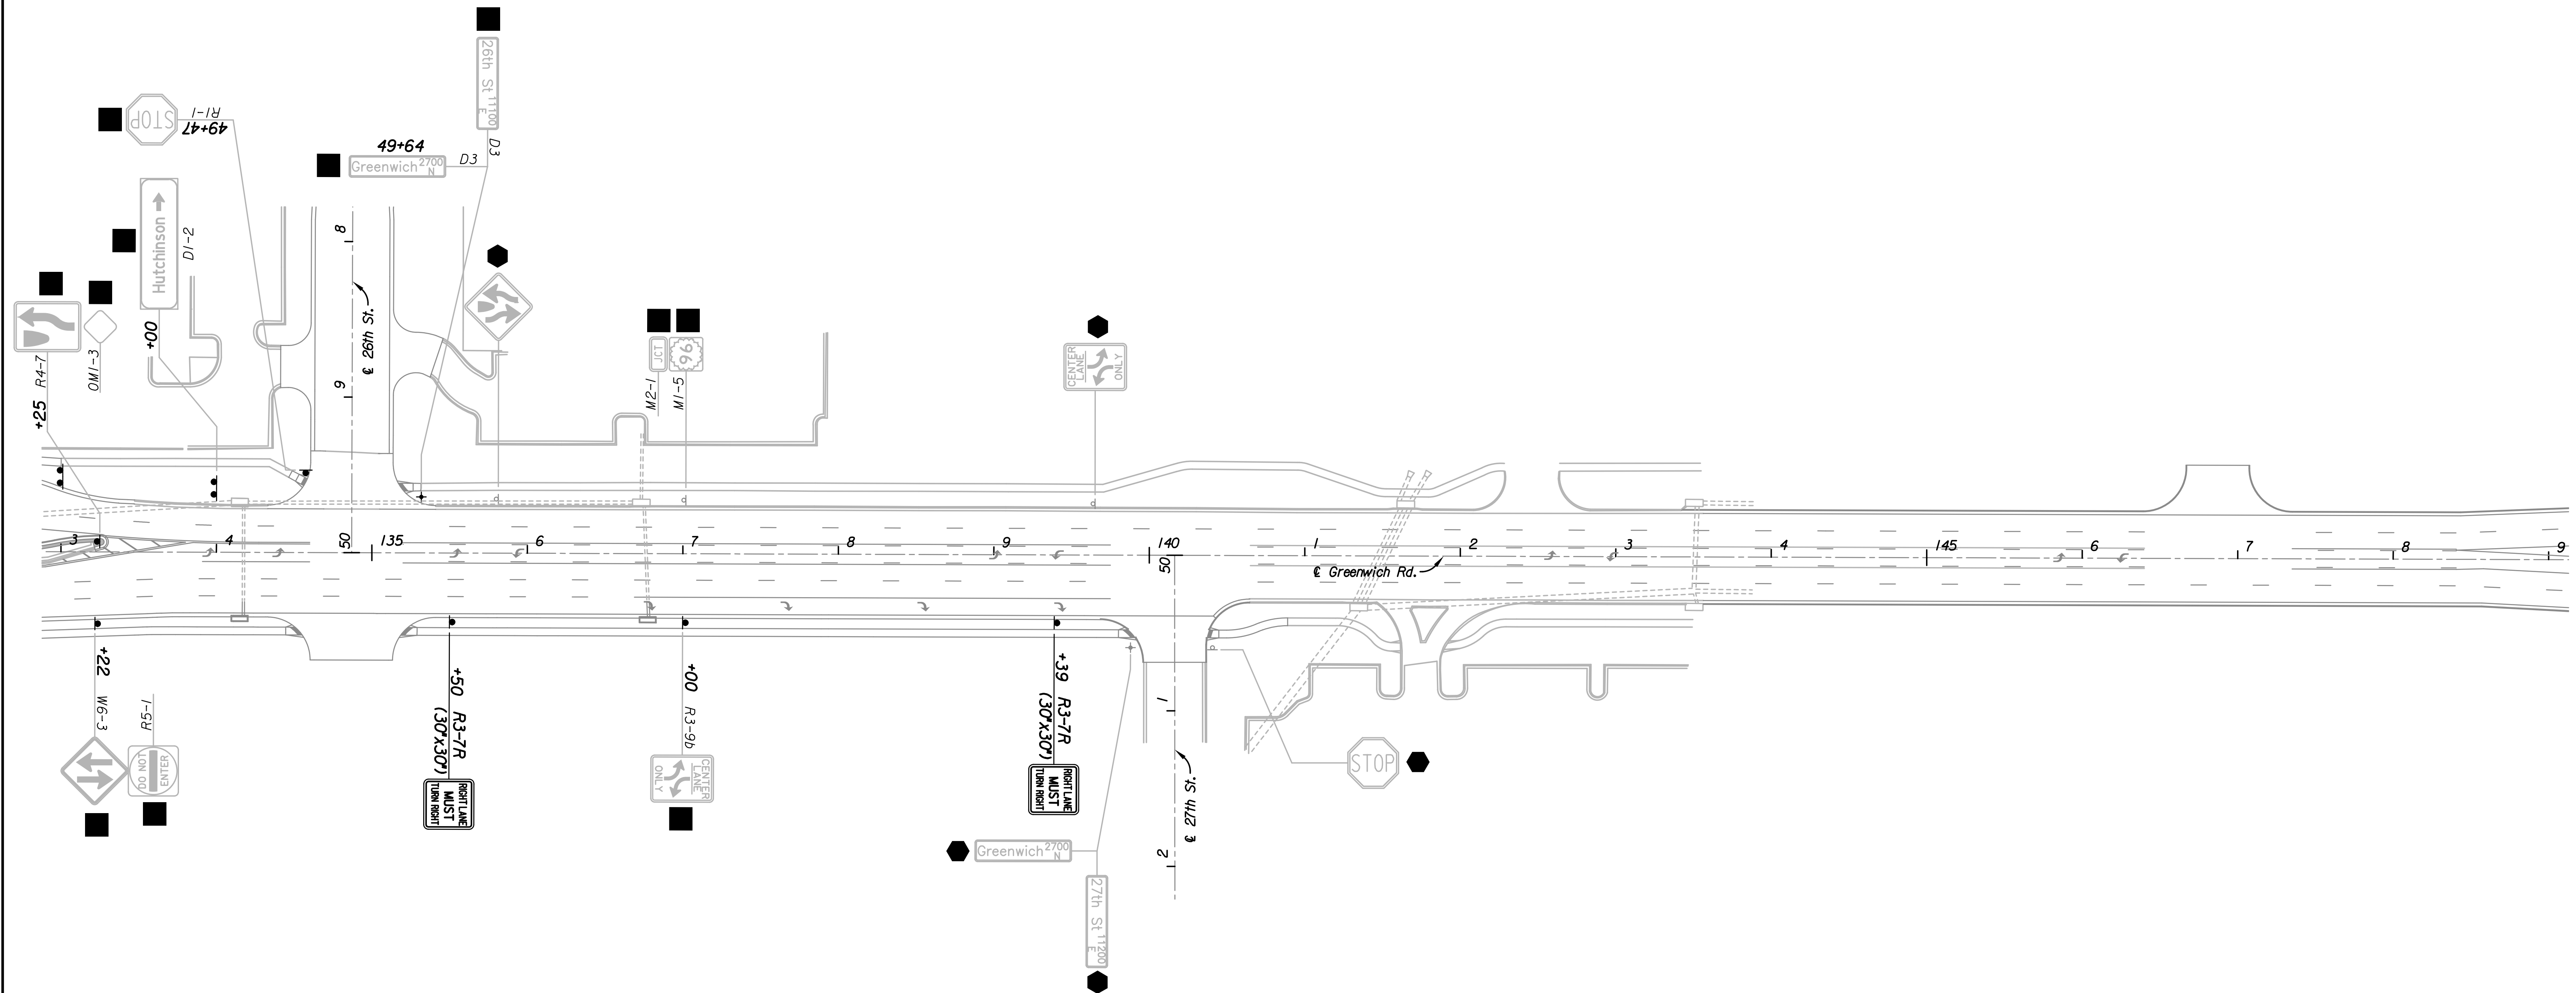 26th St 11100 E
D3
STOP
R1-1
49+47
49+64
Greenwich 2700 N
D3
Hutchinson
D1-2
+00
R4-7
+25
OM1-3
8
9
50
℄ 26th St.
JCT
M2-1
96
M1-5
CENTER LANE
ONLY
3
4
135
6
7
8
9
140
1
2
3
4
145
6
7
8
9
℄ Greenwich Rd.
50
1
2
℄ 27th St.
+22 W6-3
R5-1
DO NOT
ENTER
+50 R3-7R
(30"x30")
RIGHT LANE
MUST
TURN RIGHT
+00 R3-9b
CENTER
LANE
ONLY
+39 R3-7R
(30"x30")
RIGHT LANE
MUST
TURN RIGHT
STOP
Greenwich 2700 N
27th St 11200 E